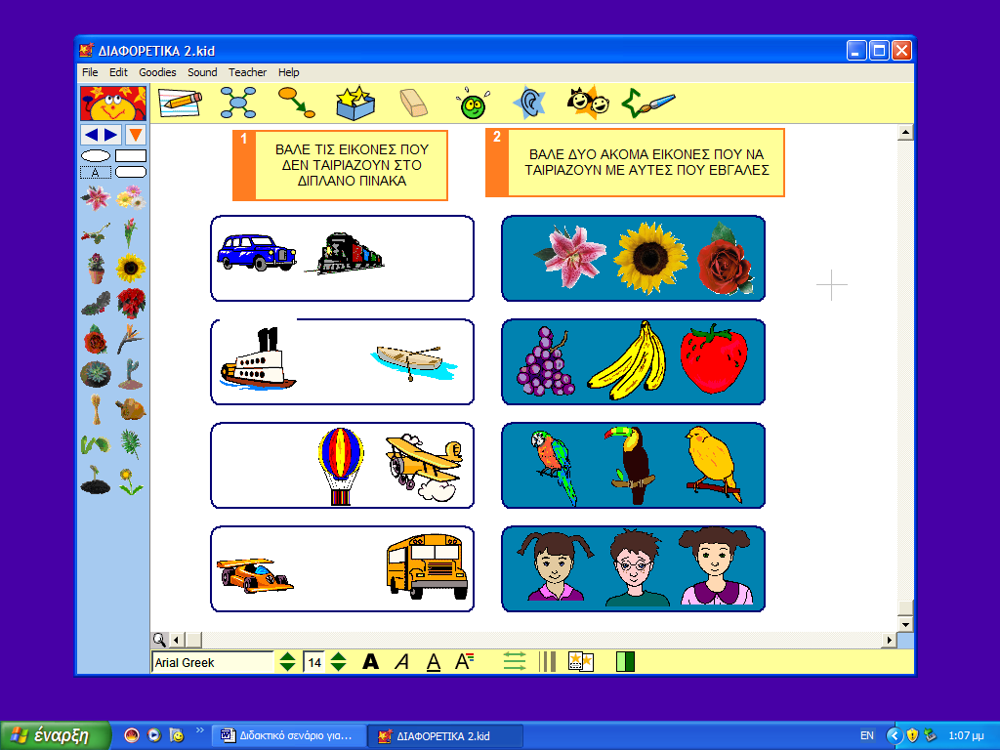 ΔΙΑΦΟΡΕΤΙΚΑ 2.kid
File Edit Goodies Sound Teacher Help
1
ΒΑΛΕ ΤΙΣ ΕΙΚΟΝΕΣ ΠΟΥ
ΔΕΝ ΤΑΙΡΙΑΖΟΥΝ ΣΤΟ
ΔΙΠΛΑΝΟ ΠΙΝΑΚΑ
2
ΒΑΛΕ ΔΥΟ ΑΚΟΜΑ ΕΙΚΟΝΕΣ ΠΟΥ ΝΑ
ΤΑΙΡΙΑΖΟΥΝ ΜΕ ΑΥΤΕΣ ΠΟΥ ΕΒΓΑΛΕΣ
A
Arial Greek 14 A A A A
έναρξη » Διδακτικό σενάριο για... ΔΙΑΦΟΡΕΤΙΚΑ 2.kid EN 1:07 μμ